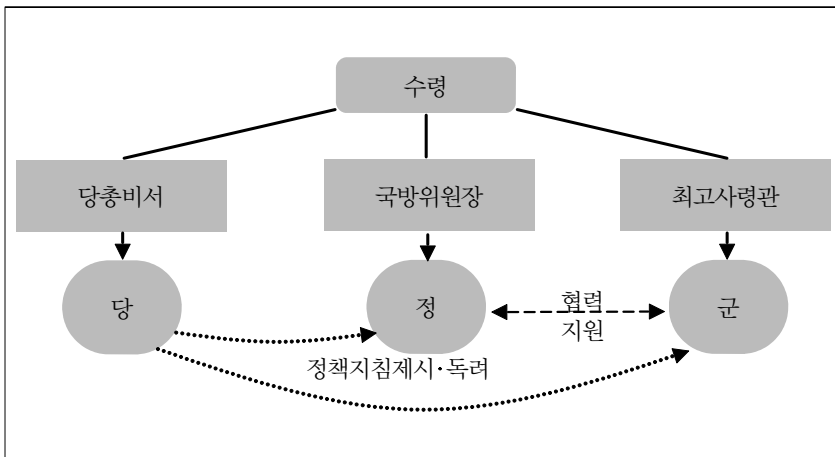 수령
당총비서
국방위원장
최고사령관
당
정
협력
지원
군
정책지침제시·독려